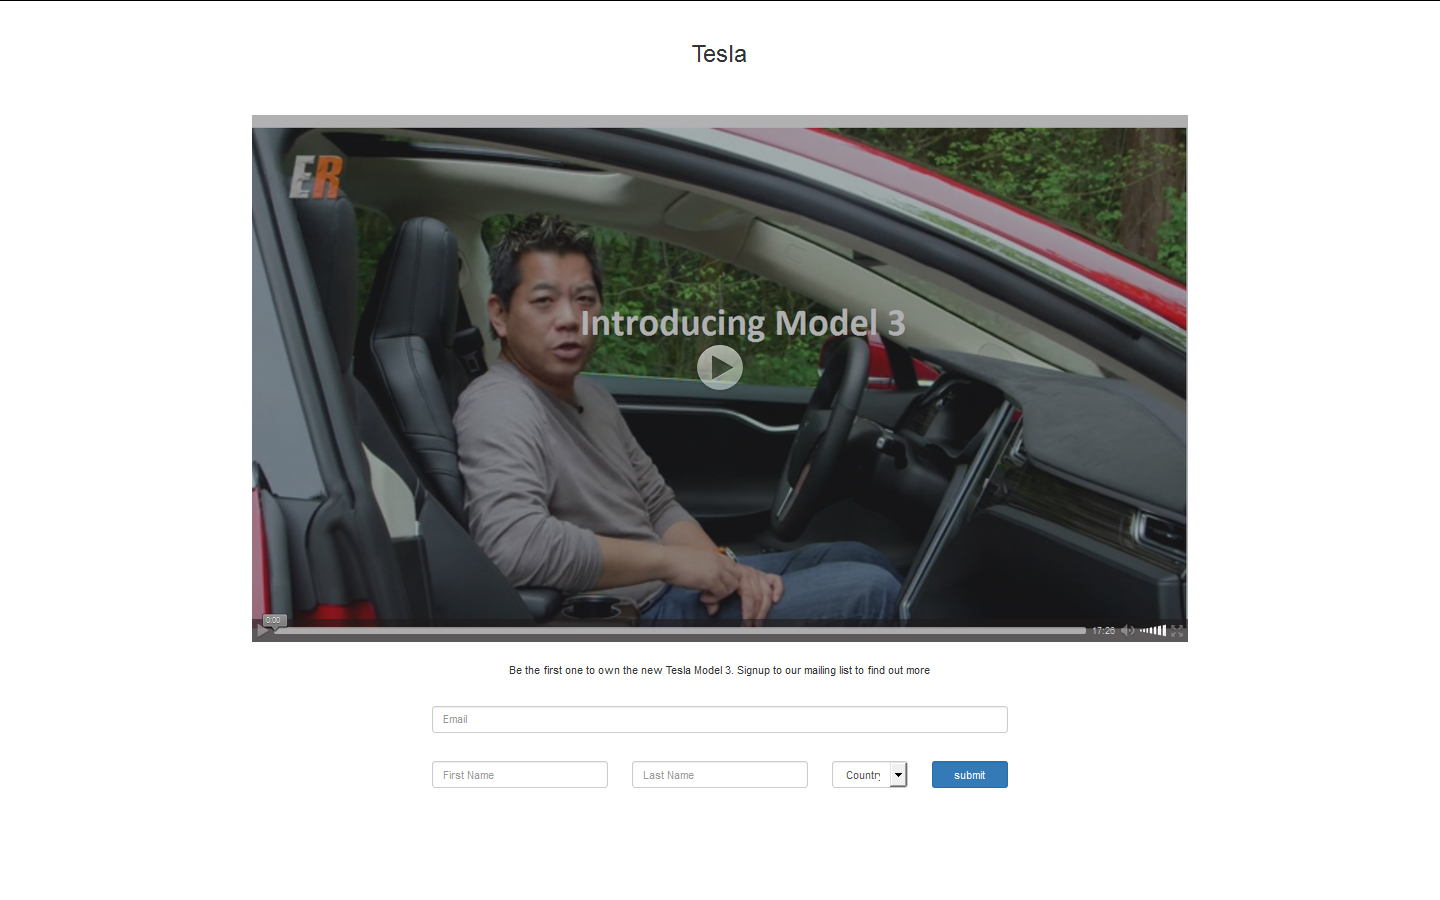 Tesla
ER
Introducing Model 3
0:00
17:26
Be the first one to own the new Tesla Model 3. Signup to our mailing list to find out more
Email
First Name
Last Name
Country
submit